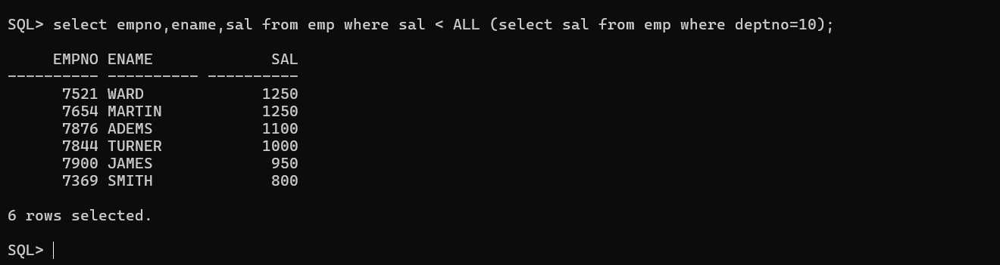 SQL> select empno,ename,sal from emp where sal < ALL (select sal from emp where deptno=10);
     EMPNO ENAME             SAL
---------- ---------- ----------
      7521 WARD             1250
      7654 MARTIN           1250
      7876 ADEMS            1100
      7844 TURNER           1000
      7900 JAMES             950
      7369 SMITH             800
6 rows selected.
SQL>